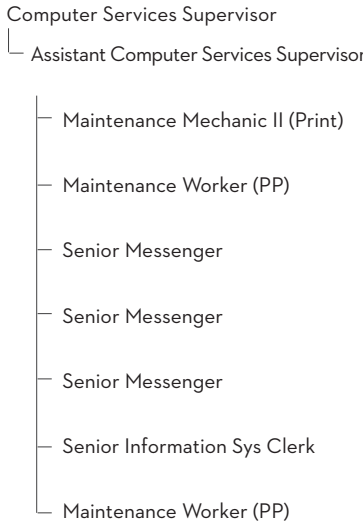 Computer Services Supervisor
Assistant Computer Services Supervisor
Maintenance Mechanic II (Print)
Maintenance Worker (PP)
Senior Messenger
Senior Messenger
Senior Messenger
Senior Information Sys Clerk
Maintenance Worker (PP)